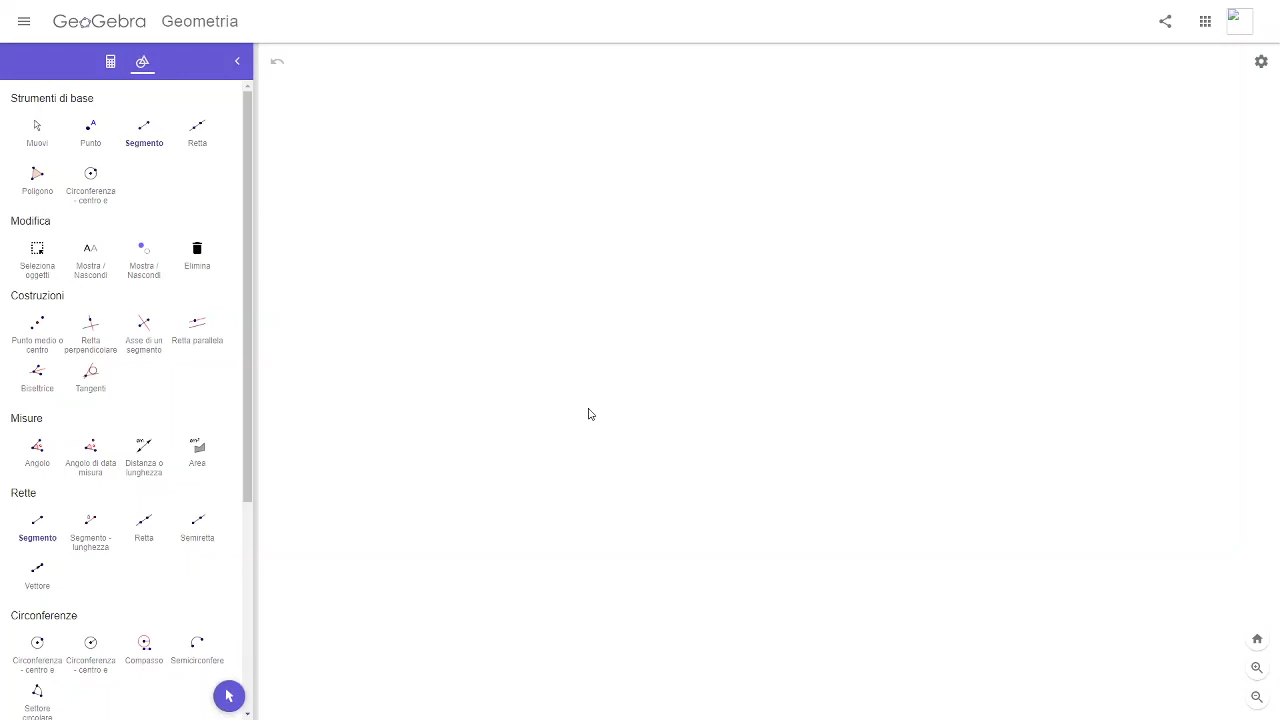 GeoGebra Geometria
Strumenti di base
Muovi Punto Segmento Retta
A
Poligono Circonferenza
- centro e
Modifica
AA
Seleziona Mostra / Mostra / Elimina
oggetti Nascondi Nascondi
Costruzioni
Punto medio o Retta Asse di un Retta parallela
centro perpendicolare segmento
Bisettrice Tangenti
Misure
cm cm²
Angolo Angolo di data Distanza o Area
misura lunghezza
Rette
Segmento Segmento - Retta Semiretta
lunghezza
Vettore
Circonferenze
Circonferenza Circonferenza Compasso Semicirconfere
- centro e - centro e
Settore
circolare